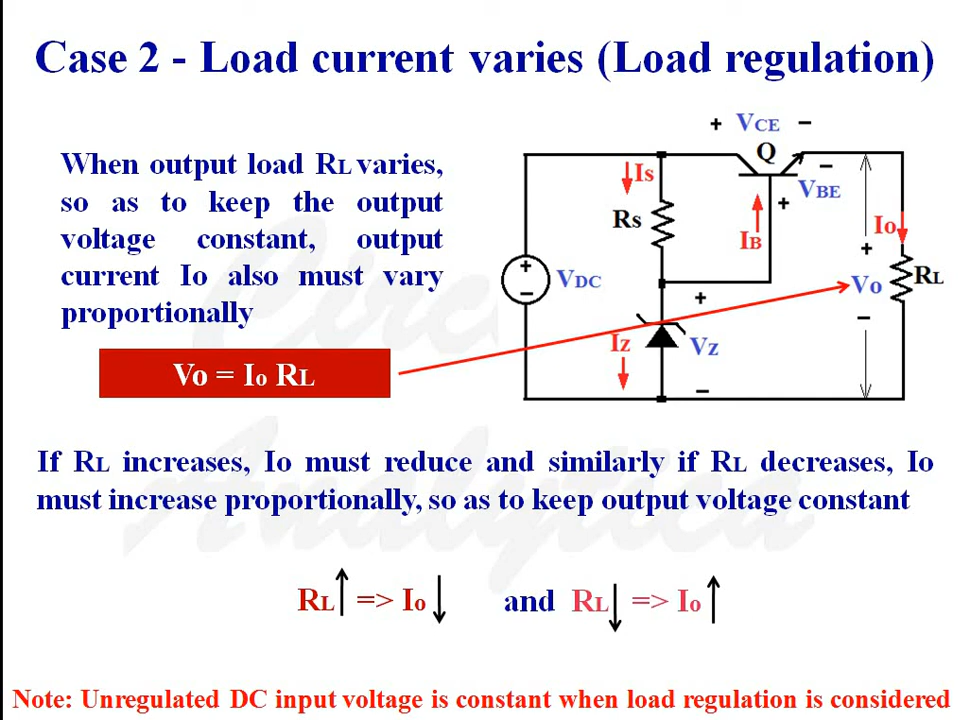 Case 2 - Load current varies (Load regulation)
When output load RL varies,
so as to keep the output
voltage constant, output
current Io also must vary
proportionally
Vo = Io RL
+ VCE −
Q
−
VBE
+
Is
Rs
IB
Io
+
VDC
−
+
Vo
RL
−
+
Iz
Vz
−
Circuit
Analytica
If RL increases, Io must reduce and similarly if RL decreases, Io
must increase proportionally, so as to keep output voltage constant
RL↑ => Io↓ and RL↓ => Io↑
Note: Unregulated DC input voltage is constant when load regulation is considered